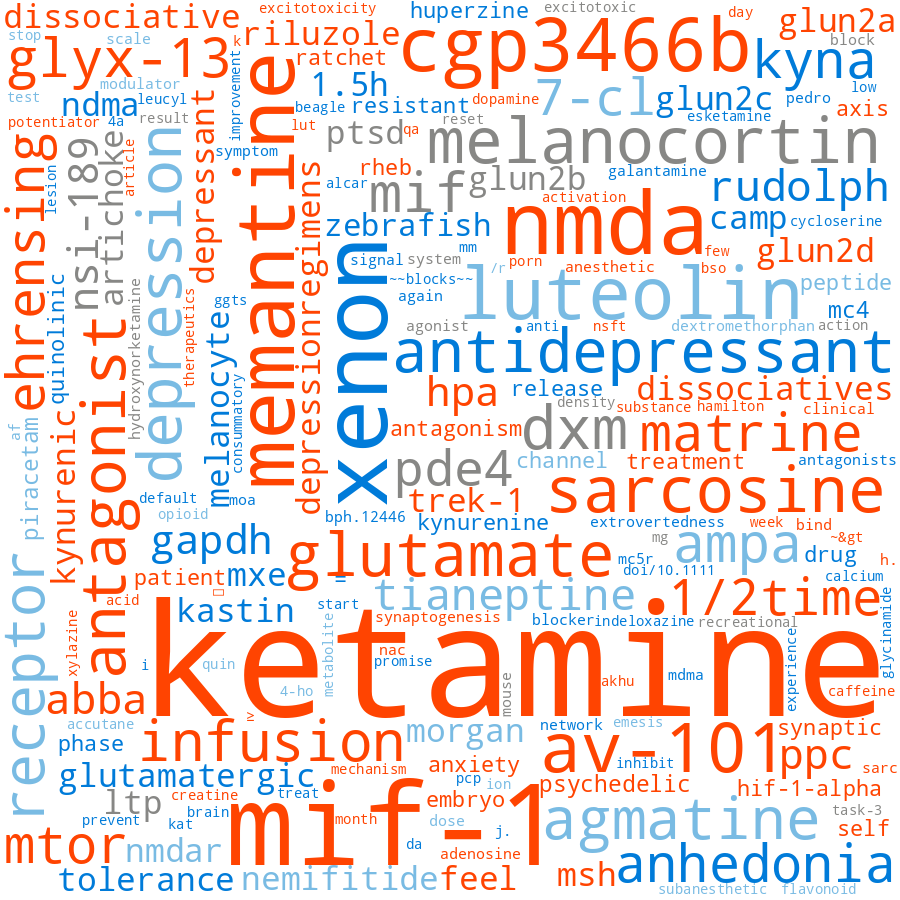 dissociative
excitotoxicity
huperzine
excitotoxic
day
glun2a
stop
scale
k
riluzole
cgp3466b
block
glyx-13
ratchet
kyna
modulator
improvement
1.5h
7-cl
low
test
ndma
leucyl
beagle
resistant
dopamine
glun2c
pedro
axis
potentiator
4a
result
depressant
lut
ptsd
qa
reset
esketamine
ehrensing
lesion
nsi-189
artichoke
article
depression
symptom
memantine
rheb
melanocortin
mif
glun2b
galantamine
alcar
activation
rudolph
depressionregimens
zebrafish
nmda
camp
cycloserine
xenon
signal
system
mm
few
glun2d
/r
porn
anesthetic
bso
~~blocks~~
quinolinic
hydroxynorketamine
therapeutics
ggts
again
luteolin
peptide
mc4
melanocyte
agonist
anti
nsft
dextromethorphan
action
antagonist
antidepressant
hpa
release
dissociatives
consummatory
density
substance
hamilton
clinical
antagonism
dxm
matrine
receptor
af
piracetam
kynurenic
pde4
channel
treatment
antagonists
default
moa
trek-1
sarcosine
opioid
bph.12446
kynurenine
extrovertedness
week
bind
gapdh
glutamate
mg
ampa
~&gt
patient
mxe
=
mc5r
drug
h.
doi/10.1111
calcium
acid
tianeptine
1/2time
xylazine
kastin
start
synaptogenesis
blocker
indeloxazine
recreational
glycinamide
ketamine
metabolite
nac
experience
i
quin
promise
mdma
abba
4-ho
mouse
akhu
caffeine
accutane
iv
infusion
morgan
network
emesis
synaptic
phase
av-101
ppc
glutamatergic
mechanism
anxiety
inhibit
pcp
ion
psychedelic
hif-1-alpha
sarc
ltp
creatine
treat
mif-1
embryo
agmatine
task-3
prevent
kat
brain
month
dose
j.
self
mtor
nmdar
da
adenosine
tolerance
nemifitide
feel
msh
anhedonia
subanesthetic
flavonoid